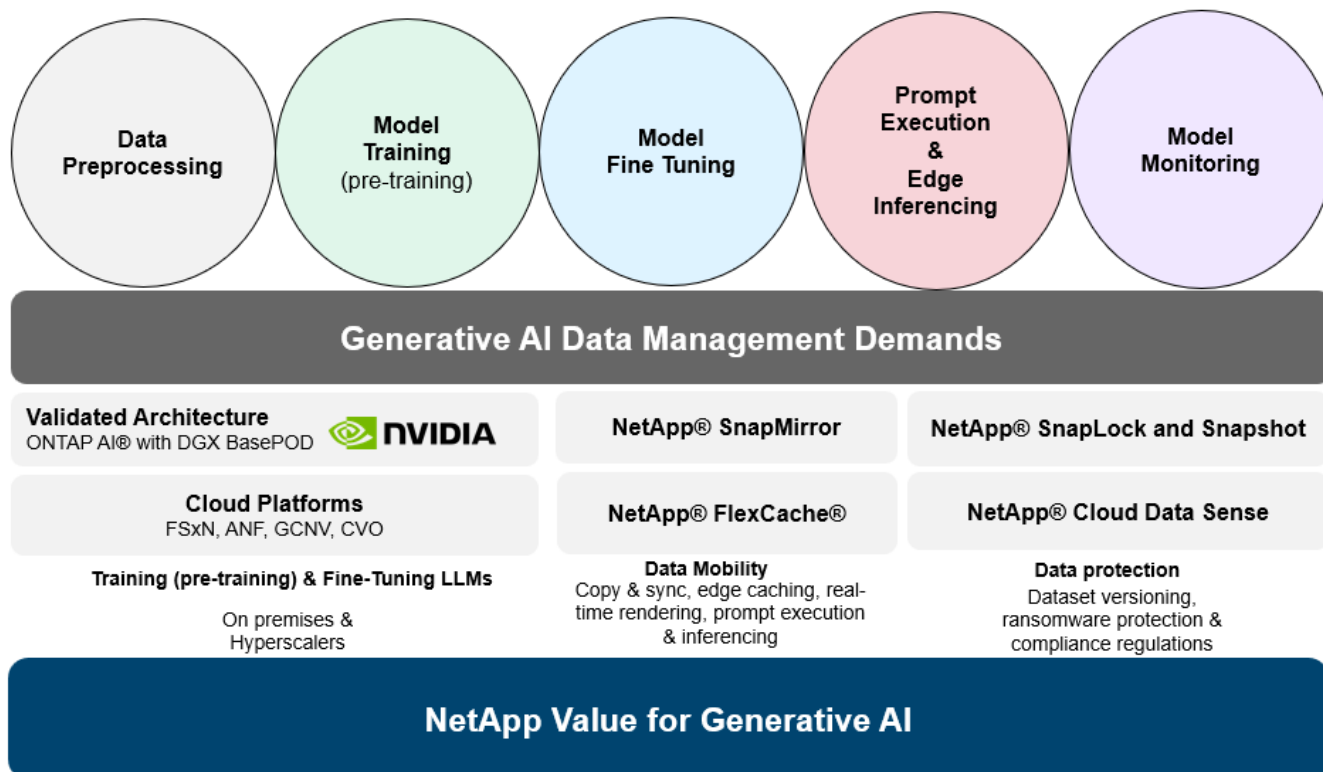 Data
Preprocessing
Model
Training
(pre-training)
Model
Fine Tuning
Prompt
Execution
&
Edge
Inferencing
Model
Monitoring
Generative AI Data Management Demands
Validated Architecture
ONTAP AI® with DGX BasePOD
NVIDIA
NetApp® SnapMirror
NetApp® SnapLock and Snapshot
Cloud Platforms
FSxN, ANF, GCNV, CVO
NetApp® FlexCache®
NetApp® Cloud Data Sense
Training (pre-training) & Fine-Tuning LLMs
On premises &
Hyperscalers
Data Mobility
Copy & sync, edge caching, real-
time rendering, prompt execution
& inferencing
Data protection
Dataset versioning,
ransomware protection &
compliance regulations
NetApp Value for Generative AI